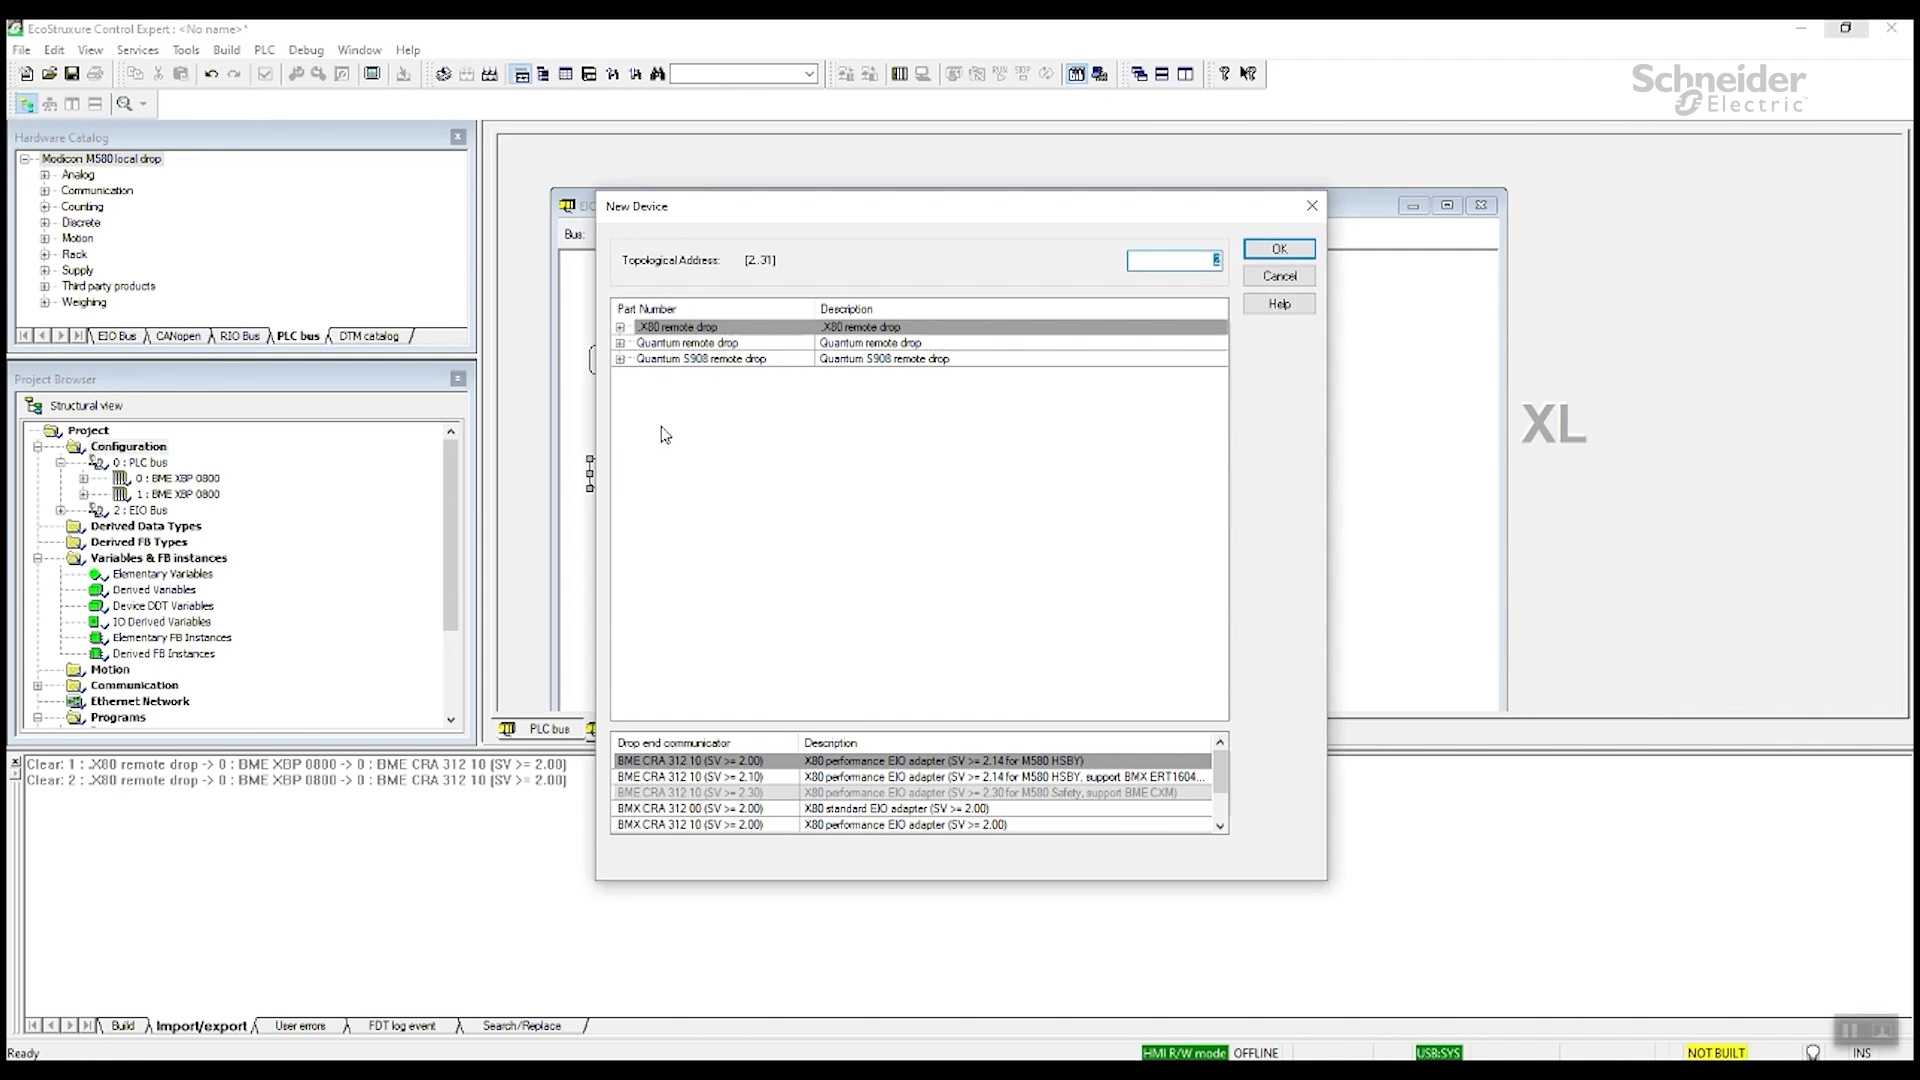 EcoStruxure Control Expert : <No name>*
File Edit View Services Tools Build PLC Debug Window Help
Schneider
Electric
Hardware Catalog
Modicon M580 local drop
Analog
Communication
Counting
Discrete
Motion
Rack
Supply
Third party products
Weighing
EIO Bus CANopen RIO Bus PLC bus DTM catalog
Project Browser
Structural view
Project
Configuration
0 : PLC bus
0 : BME XBP 0800
1 : BME XBP 0800
2 : EIO Bus
Derived Data Types
Derived FB Types
Variables & FB instances
Elementary Variables
Derived Variables
Device DDT Variables
IO Derived Variables
Elementary FB Instances
Derived FB Instances
Motion
Communication
Ethernet Network
Programs
EIO
Bus:
PLC bus
XL
New Device
Topological Address: [2..31] 2
OK
Cancel
Help
Part Number Description
.X80 remote drop .X80 remote drop
Quantum remote drop Quantum remote drop
Quantum S908 remote drop Quantum S908 remote drop
Drop end communicator Description
BME CRA 312 10 (SV >= 2.00) X80 performance EIO adapter (SV >= 2.14 for M580 HSBY)
BME CRA 312 10 (SV >= 2.10) X80 performance EIO adapter (SV >= 2.14 for M580 HSBY, support BMX ERT1604...
BME CRA 312 10 (SV >= 2.30) X80 performance EIO adapter (SV >= 2.30 for M580 Safety, support BME CXM)
BMX CRA 312 00 (SV >= 2.00) X80 standard EIO adapter (SV >= 2.00)
BMX CRA 312 10 (SV >= 2.00) X80 performance EIO adapter (SV >= 2.00)
Clear: 1 : .X80 remote drop -> 0 : BME XBP 0800 -> 0 : BME CRA 312 10 (SV >= 2.00)
Clear: 2 : .X80 remote drop -> 0 : BME XBP 0800 -> 0 : BME CRA 312 10 (SV >= 2.00)
Build Import/export User errors FDT log event Search/Replace
Ready HMI R/W mode OFFLINE USB:SYS NOT BUILT INS